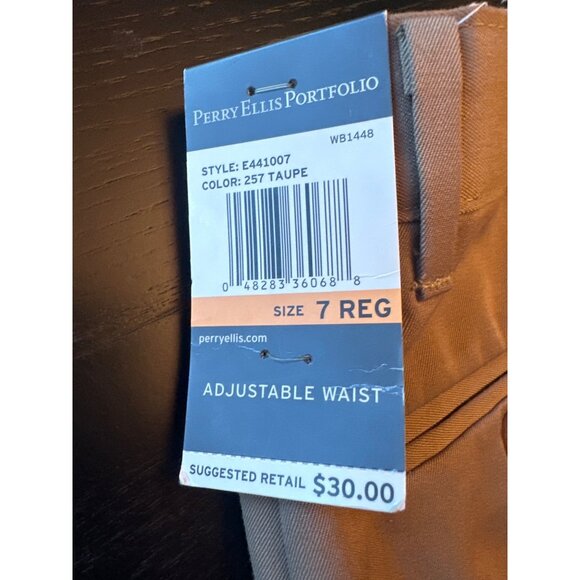 PERRY ELLIS PORTFOLIO
WB1448
STYLE: E441007
COLOR: 257 TAUPE
0 48283 36068 8
SIZE 7 REG
perryellis.com
ADJUSTABLE WAIST
SUGGESTED RETAIL $30.00